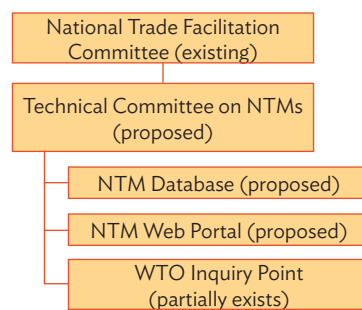 National Trade Facilitation
Committee (existing)
Technical Committee on NTMs
(proposed)
NTM Database (proposed)
NTM Web Portal (proposed)
WTO Inquiry Point
(partially exists)